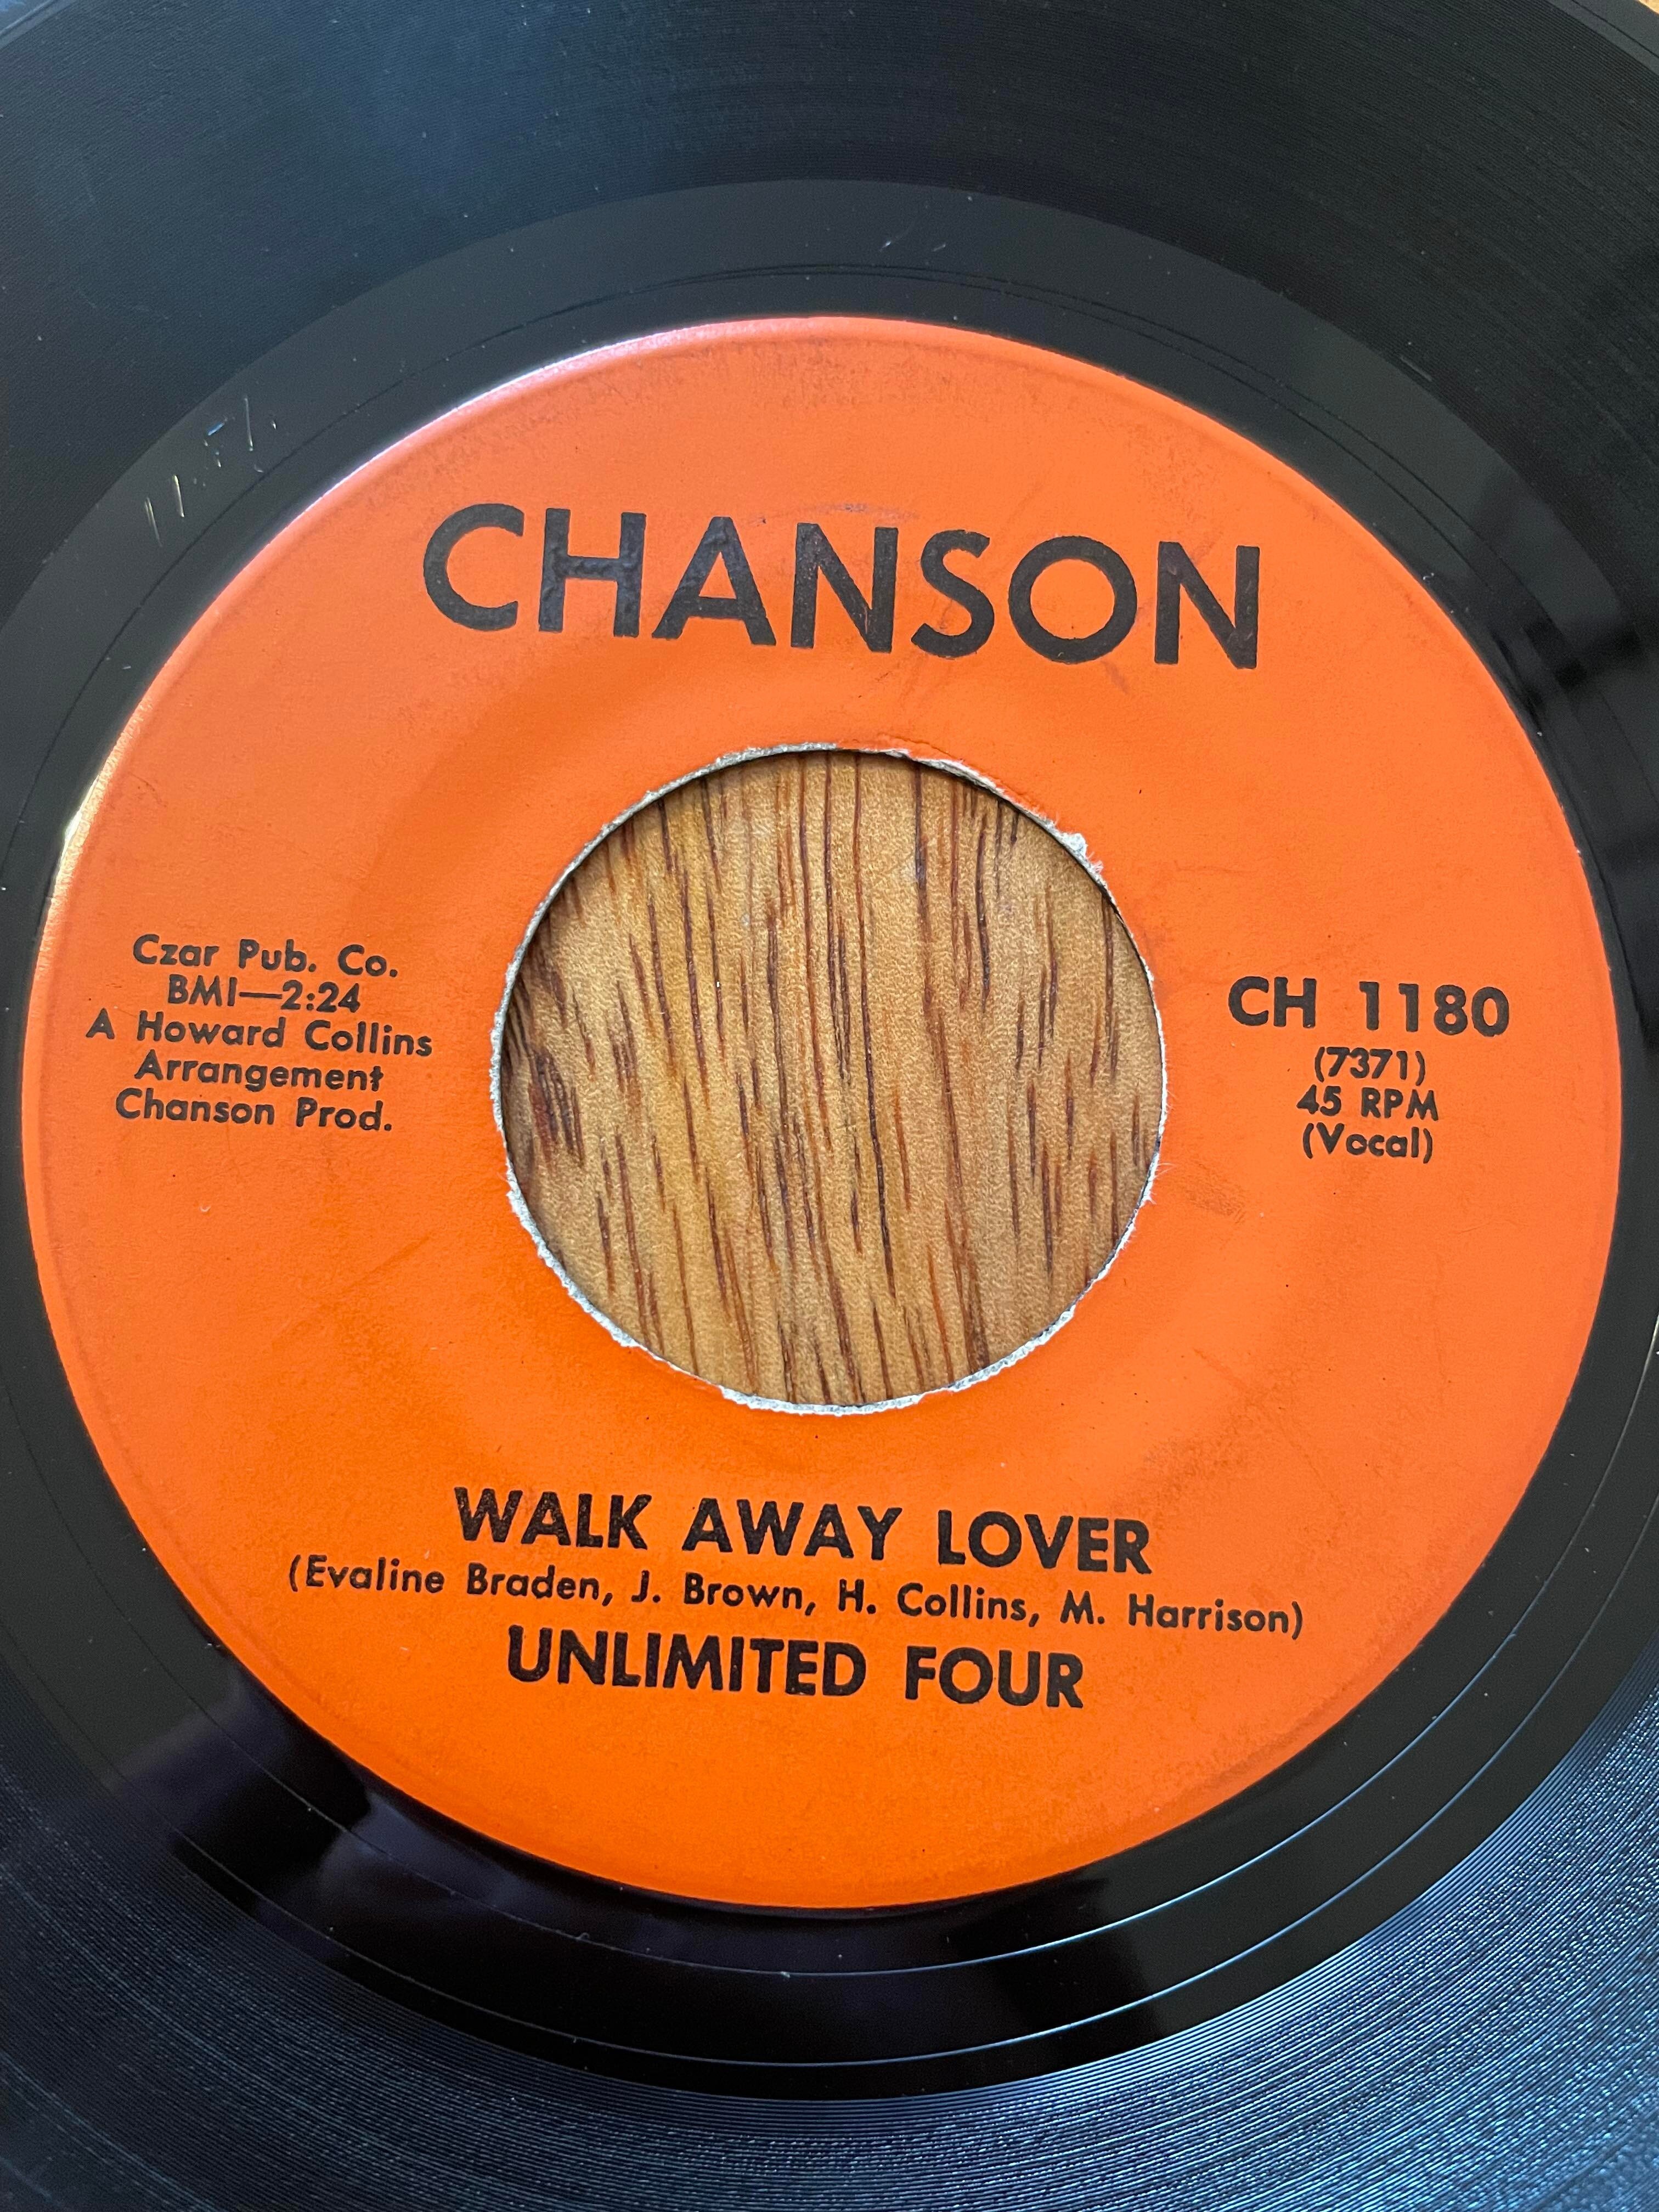 CHANSON
Czar Pub. Co.
BMI—2:24
A Howard Collins
Arrangement
Chanson Prod.
CH 1180
(7371)
45 RPM
(Vocal)
WALK AWAY LOVER
(Evaline Braden, J. Brown, H. Collins, M. Harrison)
UNLIMITED FOUR